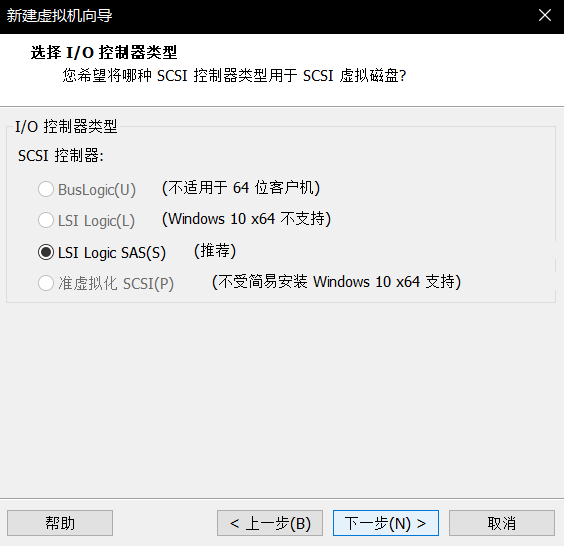 新建虚拟机向导
选择 I/O 控制器类型
您希望将哪种 SCSI 控制器类型用于 SCSI 虚拟磁盘?
I/O 控制器类型
SCSI 控制器:
BusLogic(U) (不适用于 64 位客户机)
LSI Logic(L) (Windows 10 x64 不支持)
LSI Logic SAS(S) (推荐)
准虚拟化 SCSI(P) (不受简易安装 Windows 10 x64 支持)
帮助 < 上一步(B) 下一步(N) > 取消